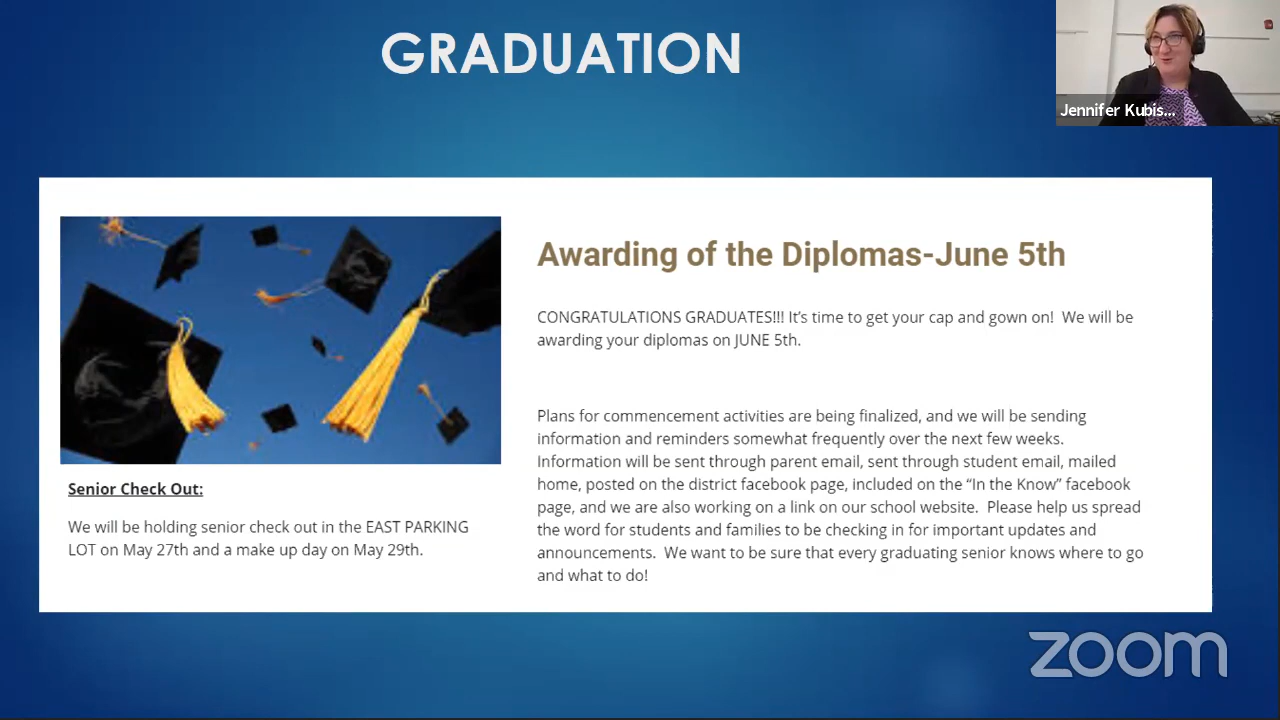 GRADUATION
Jennifer Kubis...
Awarding of the Diplomas-June 5th
CONGRATULATIONS GRADUATES!!! It’s time to get your cap and gown on!  We will be
awarding your diplomas on JUNE 5th.
Plans for commencement activities are being finalized, and we will be sending
information and reminders somewhat frequently over the next few weeks.
Information will be sent through parent email, sent through student email, mailed
home, posted on the district facebook page, included on the “In the Know” facebook
page, and we are also working on a link on our school website.  Please help us spread
the word for students and families to be checking in for important updates and
announcements.  We want to be sure that every graduating senior knows where to go
and what to do!
Senior Check Out:
We will be holding senior check out in the EAST PARKING
LOT on May 27th and a make up day on May 29th.
zoom